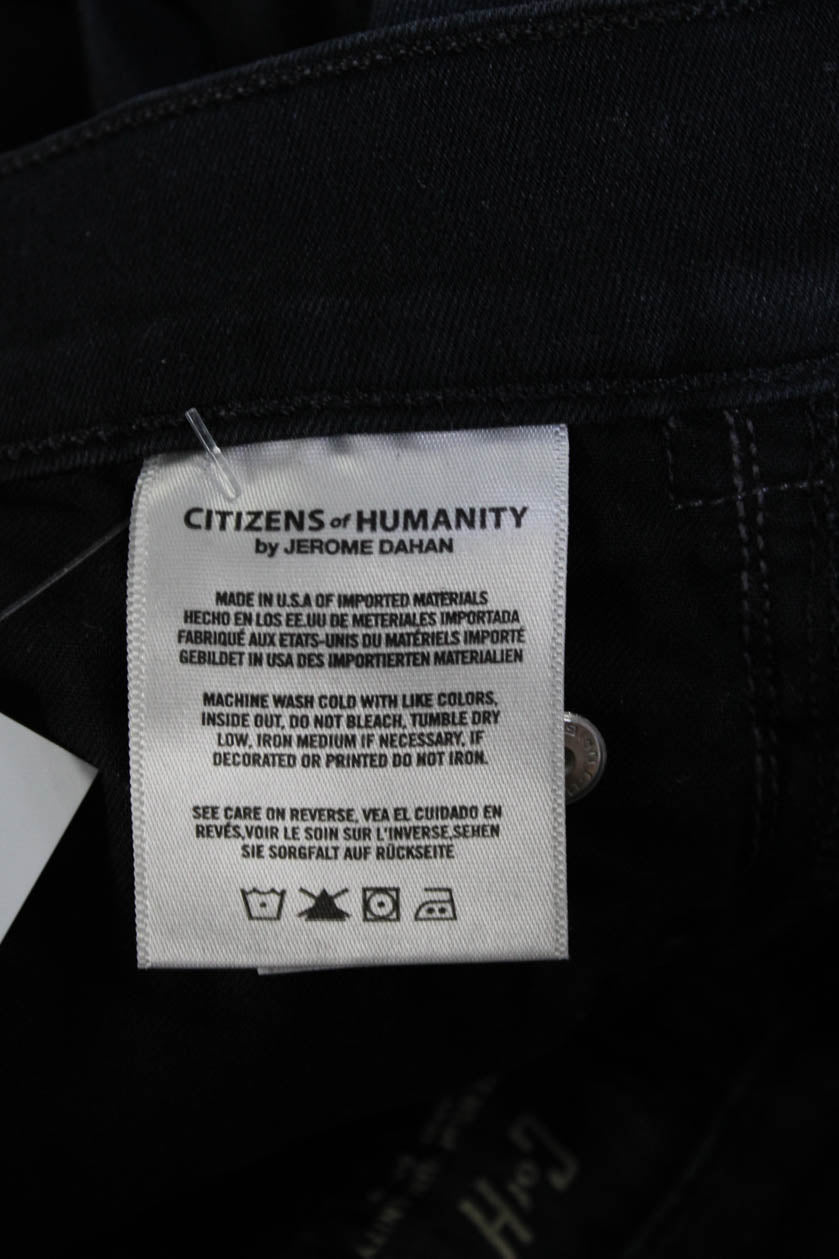 CITIZENS of HUMANITY
by JEROME DAHAN
MADE IN U.S.A OF IMPORTED MATERIALS
HECHO EN LOS EE.UU DE METERIALES IMPORTADA
FABRIQUÉ AUX ETATS-UNIS DU MATÉRIELS IMPORTÉ
GEBILDET IN USA DES IMPORTIERTEN MATERIALIEN
MACHINE WASH COLD WITH LIKE COLORS,
INSIDE OUT, DO NOT BLEACH, TUMBLE DRY
LOW, IRON MEDIUM IF NECESSARY, IF
DECORATED OR PRINTED DO NOT IRON.
SEE CARE ON REVERSE, VEA EL CUIDADO EN
REVÉS,VOIR LE SOIN SUR L'INVERSE,SEHEN
SIE SORGFALT AUF RÜCKSEITE
C of H